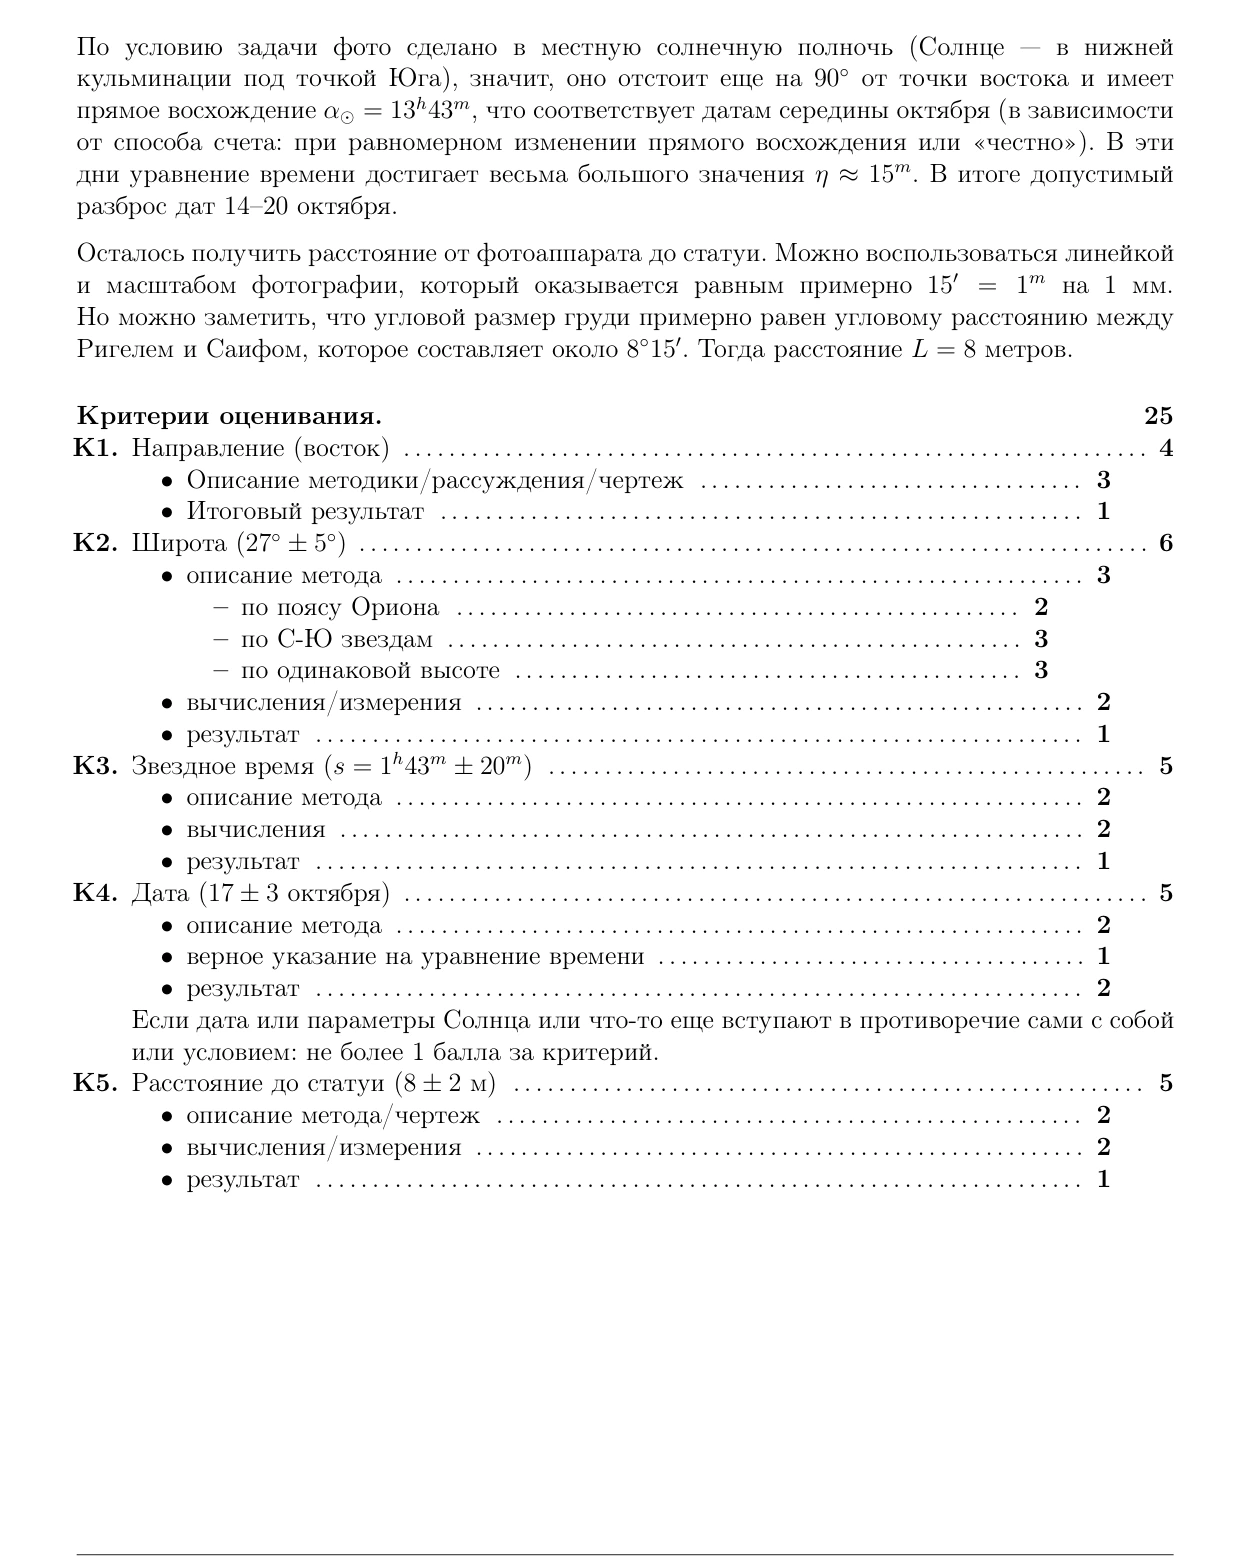 По условию задачи фото сделано в местную солнечную полночь (Солнце — в нижней
кульминации под точкой Юга), значит, оно отстоит еще на 90° от точки востока и имеет
прямое восхождение α☉ = 13ʰ43ᵐ, что соответствует датам середины октября (в зависимости
от способа счета: при равномерном изменении прямого восхождения или «честно»). В эти
дни уравнение времени достигает весьма большого значения η ≈ 15ᵐ. В итоге допустимый
разброс дат 14–20 октября.
Осталось получить расстояние от фотоаппарата до статуи. Можно воспользоваться линейкой
и масштабом фотографии, который оказывается равным примерно 15′ = 1ᵐ на 1 мм.
Но можно заметить, что угловой размер груди примерно равен угловому расстоянию между
Ригелем и Саифом, которое составляет около 8°15′. Тогда расстояние L = 8 метров.
Критерии оценивания. 25
К1. Направление (восток) ........................................ 4
• Описание методики/рассуждения/чертеж ........................................ 3
• Итоговый результат ........................................ 1
К2. Широта (27° ± 5°) ........................................ 6
• описание метода ........................................ 3
– по поясу Ориона ........................................ 2
– по С-Ю звездам ........................................ 3
– по одинаковой высоте ........................................ 3
• вычисления/измерения ........................................ 2
• результат ........................................ 1
К3. Звездное время (s = 1ʰ43ᵐ ± 20ᵐ) ........................................ 5
• описание метода ........................................ 2
• вычисления ........................................ 2
• результат ........................................ 1
К4. Дата (17 ± 3 октября) ........................................ 5
• описание метода ........................................ 2
• верное указание на уравнение времени ........................................ 1
• результат ........................................ 2
Если дата или параметры Солнца или что-то еще вступают в противоречие сами с собой
или условием: не более 1 балла за критерий.
К5. Расстояние до статуи (8 ± 2 м) ........................................ 5
• описание метода/чертеж ........................................ 2
• вычисления/измерения ........................................ 2
• результат ........................................ 1